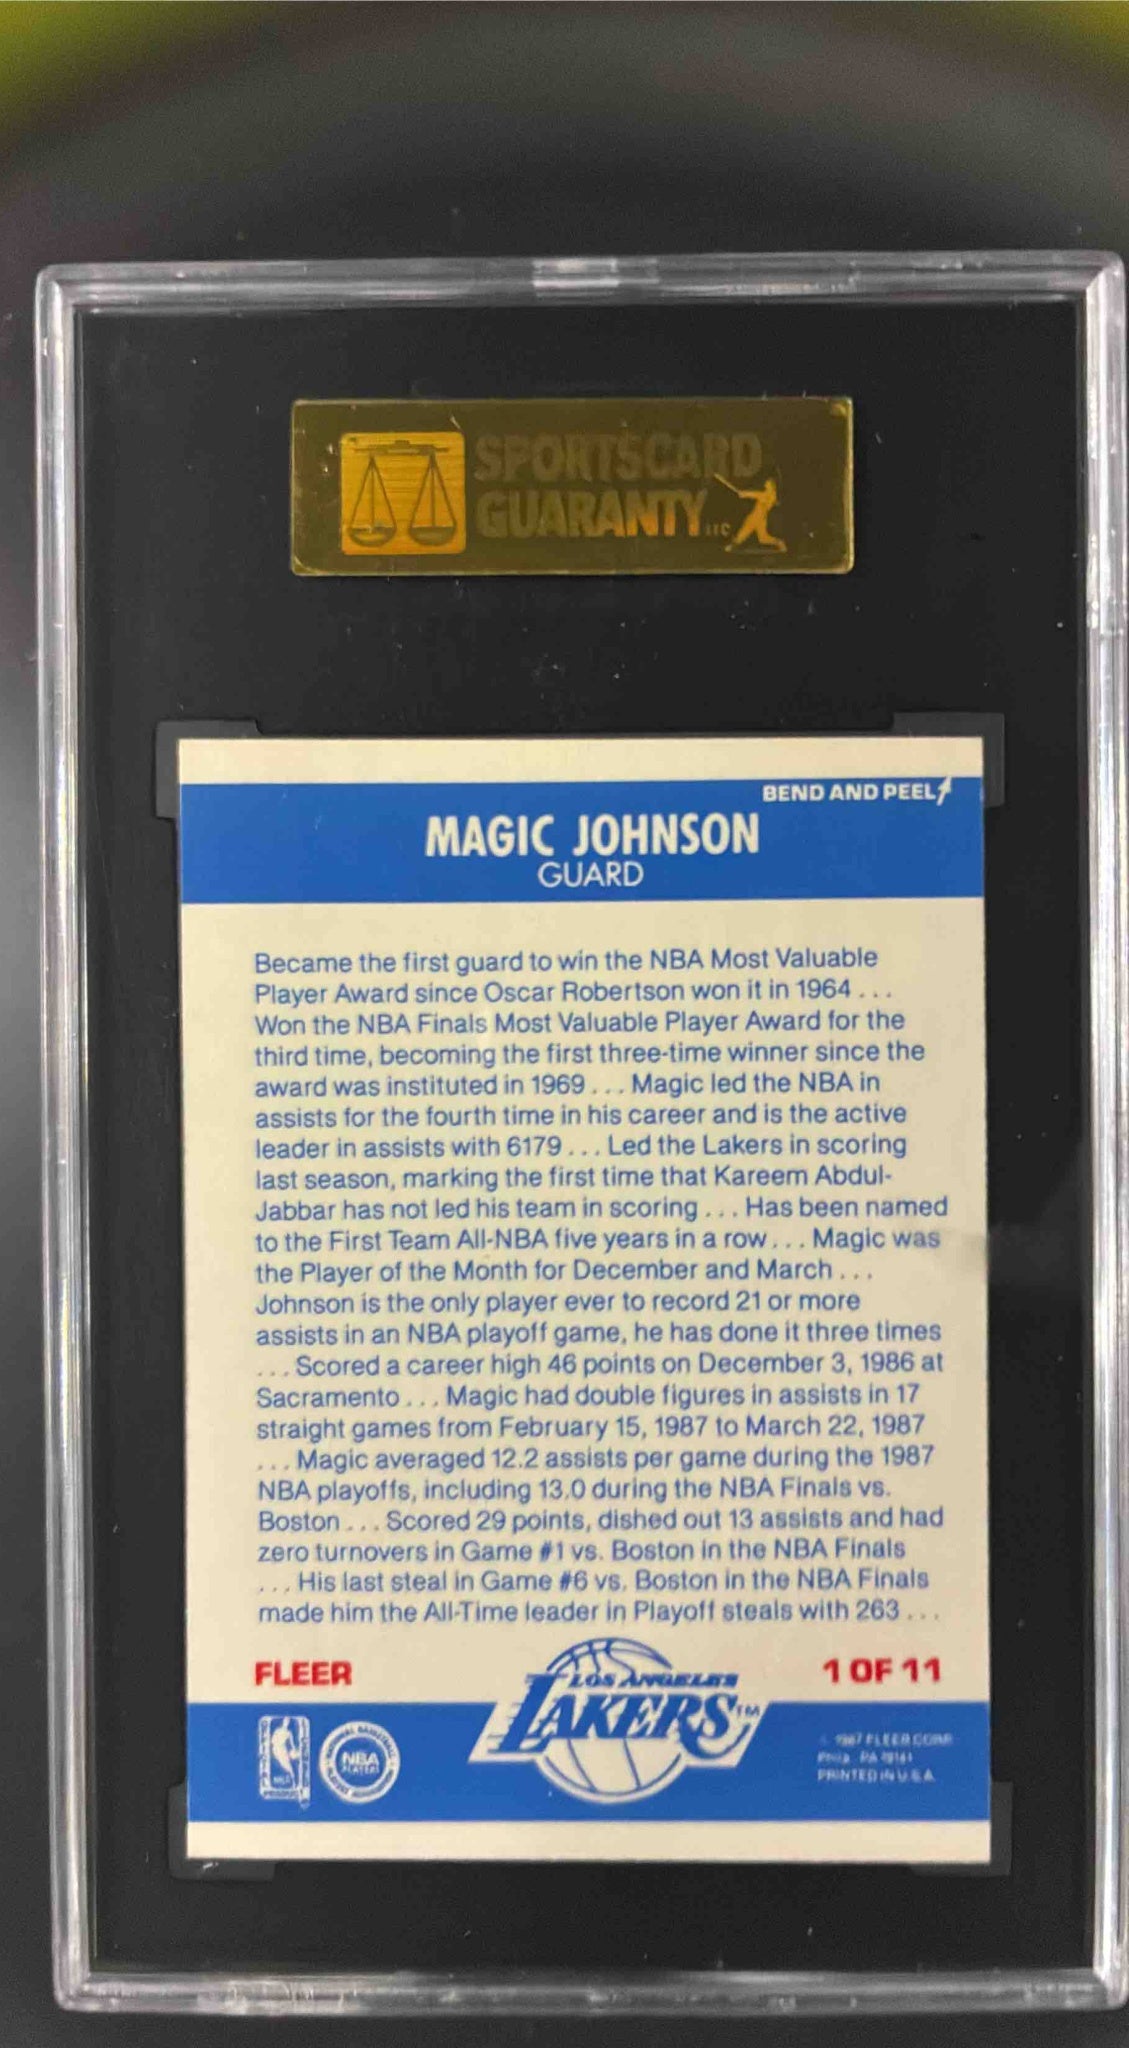 SPORTSCARD
GUARANTY LLC
BEND AND PEEL
MAGIC JOHNSON
GUARD
Became the first guard to win the NBA Most Valuable
Player Award since Oscar Robertson won it in 1964 . . .
Won the NBA Finals Most Valuable Player Award for the
third time, becoming the first three-time winner since the
award was instituted in 1969 . . . Magic led the NBA in
assists for the fourth time in his career and is the active
leader in assists with 6179 . . . Led the Lakers in scoring
last season, marking the first time that Kareem Abdul-
Jabbar has not led his team in scoring . . . Has been named
to the First Team All-NBA five years in a row . . . Magic was
the Player of the Month for December and March . . .
Johnson is the only player ever to record 21 or more
assists in an NBA playoff game, he has done it three times
. . . Scored a career high 46 points on December 3, 1986 at
Sacramento . . . Magic had double figures in assists in 17
straight games from February 15, 1987 to March 22, 1987
. . . Magic averaged 12.2 assists per game during the 1987
NBA playoffs, including 13.0 during the NBA Finals vs.
Boston . . . Scored 29 points, dished out 13 assists and had
zero turnovers in Game #1 vs. Boston in the NBA Finals
. . . His last steal in Game #6 vs. Boston in the NBA Finals
made him the All-Time leader in Playoff steals with 263 . . .
FLEER
LOS ANGELES
LAKERS™
1 OF 11
NBA
PLAYERS
1987 FLEER CORP.
PHILA., PA 19141
PRINTED IN U.S.A.